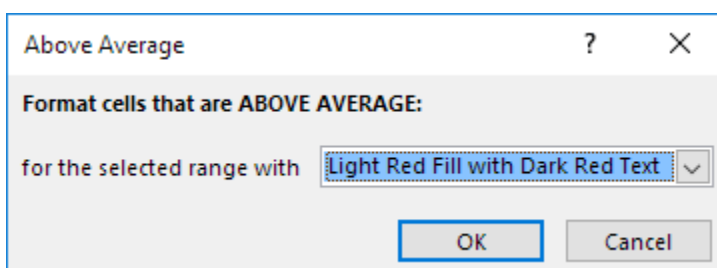 Above Average ?
Format cells that are ABOVE AVERAGE:
for the selected range with Light Red Fill with Dark Red Text
OK Cancel